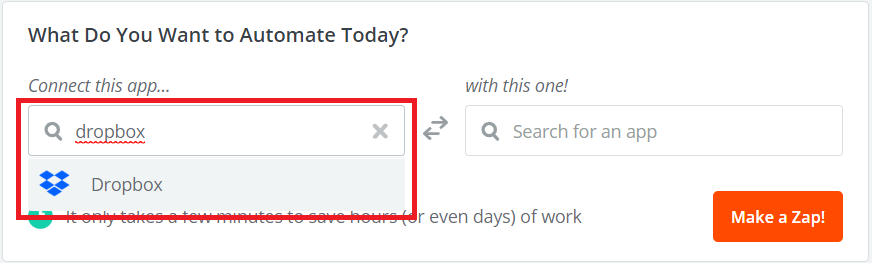 What Do You Want to Automate Today?
Connect this app...
with this one!
dropbox
Search for an app
Dropbox
It only takes a few minutes to save hours (or even days) of work
Make a Zap!